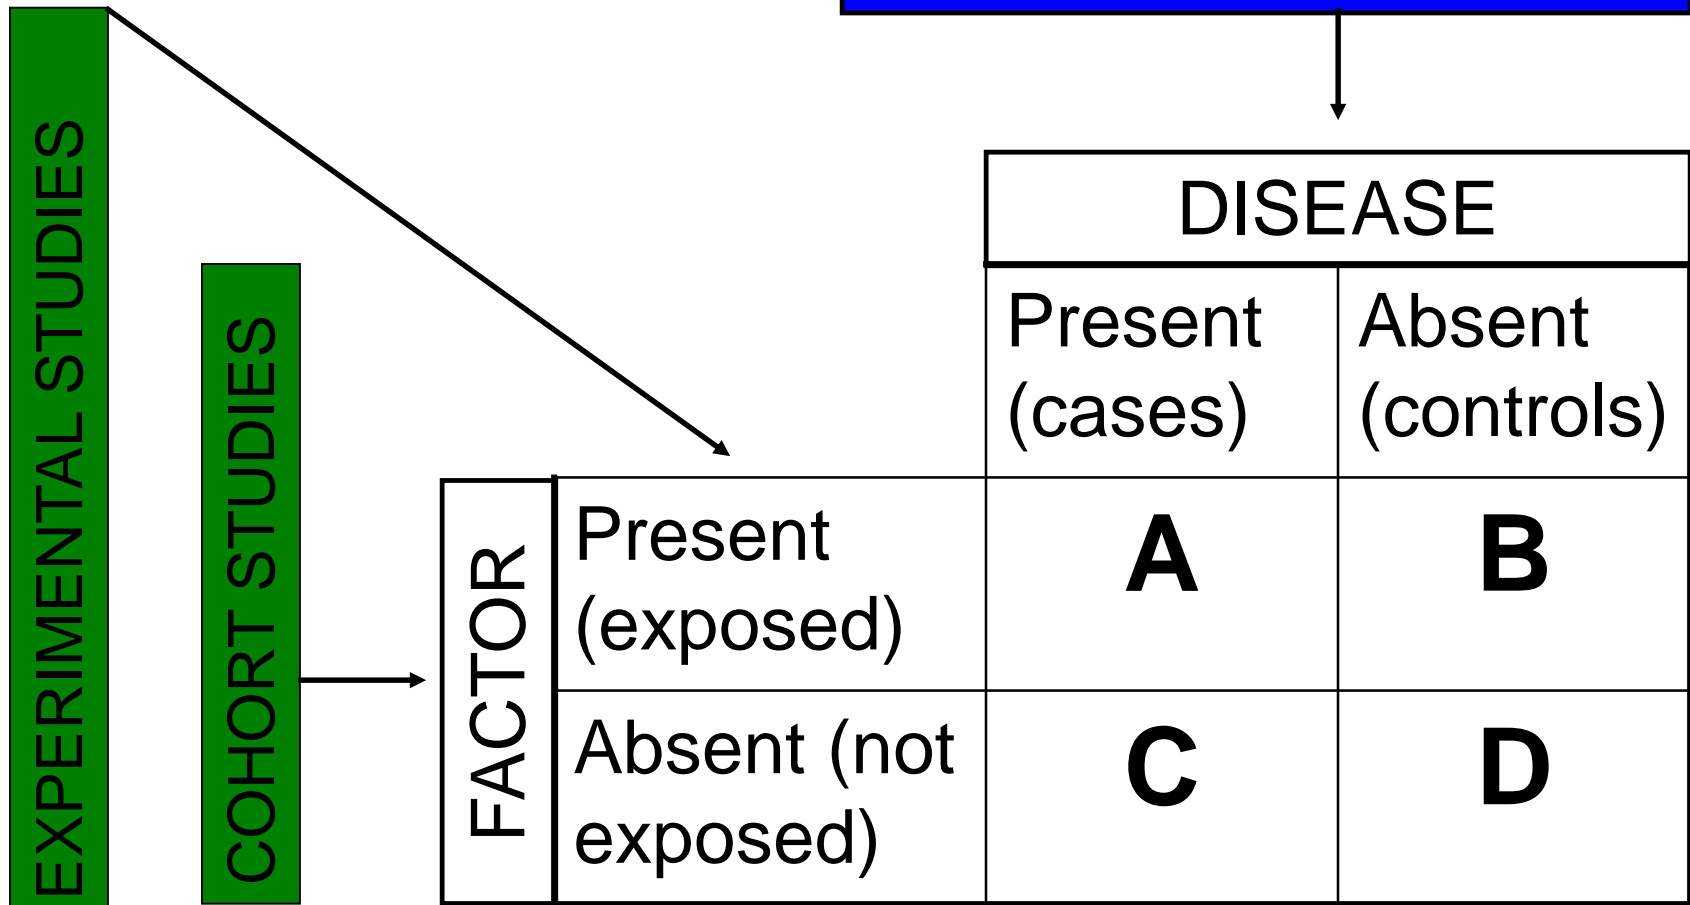 EXPERIMENTAL STUDIES
COHORT STUDIES
DISEASE
Present
(cases)
Absent
(controls)
FACTOR
Present
(exposed)
A
B
Absent (not
exposed)
C
D